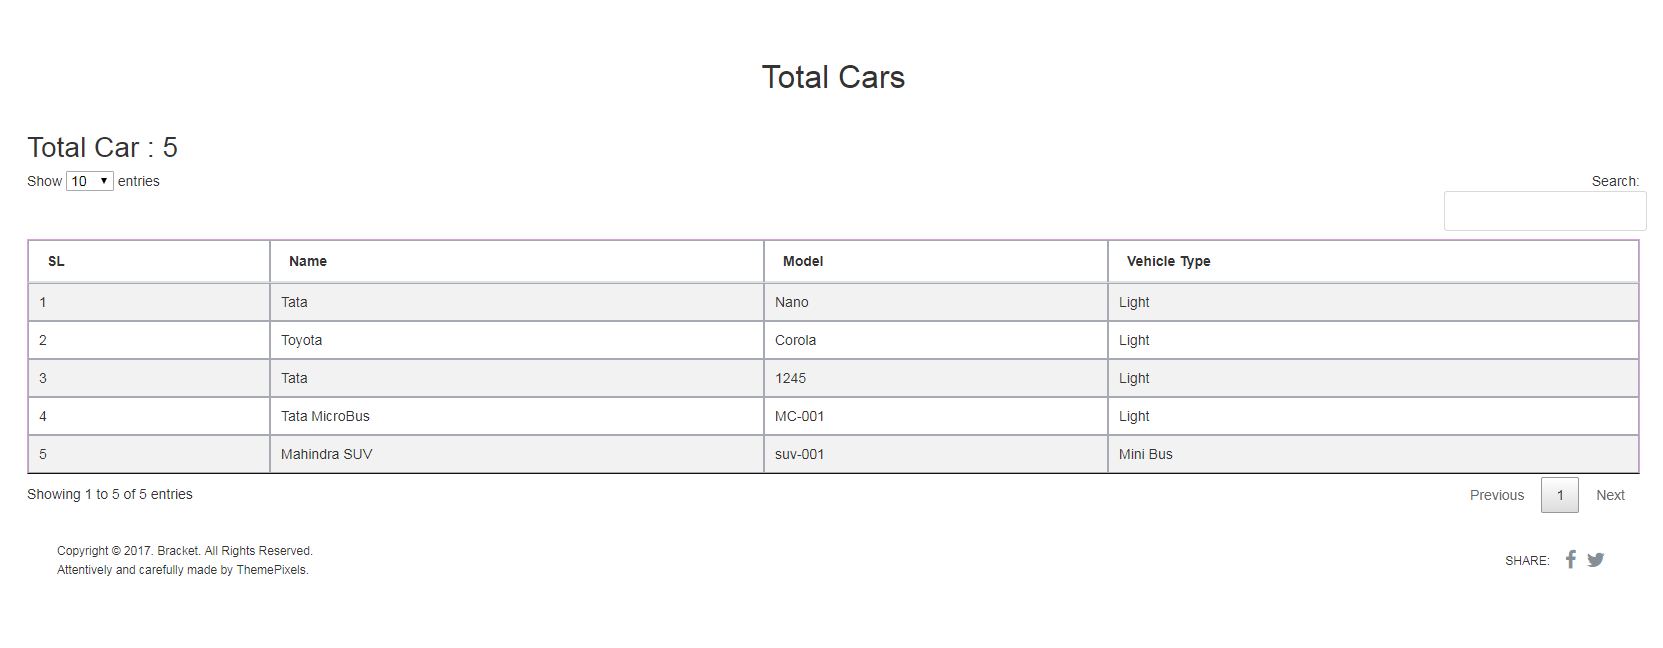 Total Cars
Total Car : 5
Show 10 entries
Search:
SL Name Model Vehicle Type
1 Tata Nano Light
2 Toyota Corola Light
3 Tata 1245 Light
4 Tata MicroBus MC-001 Light
5 Mahindra SUV suv-001 Mini Bus
Showing 1 to 5 of 5 entries
Previous 1 Next
Copyright © 2017. Bracket. All Rights Reserved.
Attentively and carefully made by ThemePixels.
SHARE: